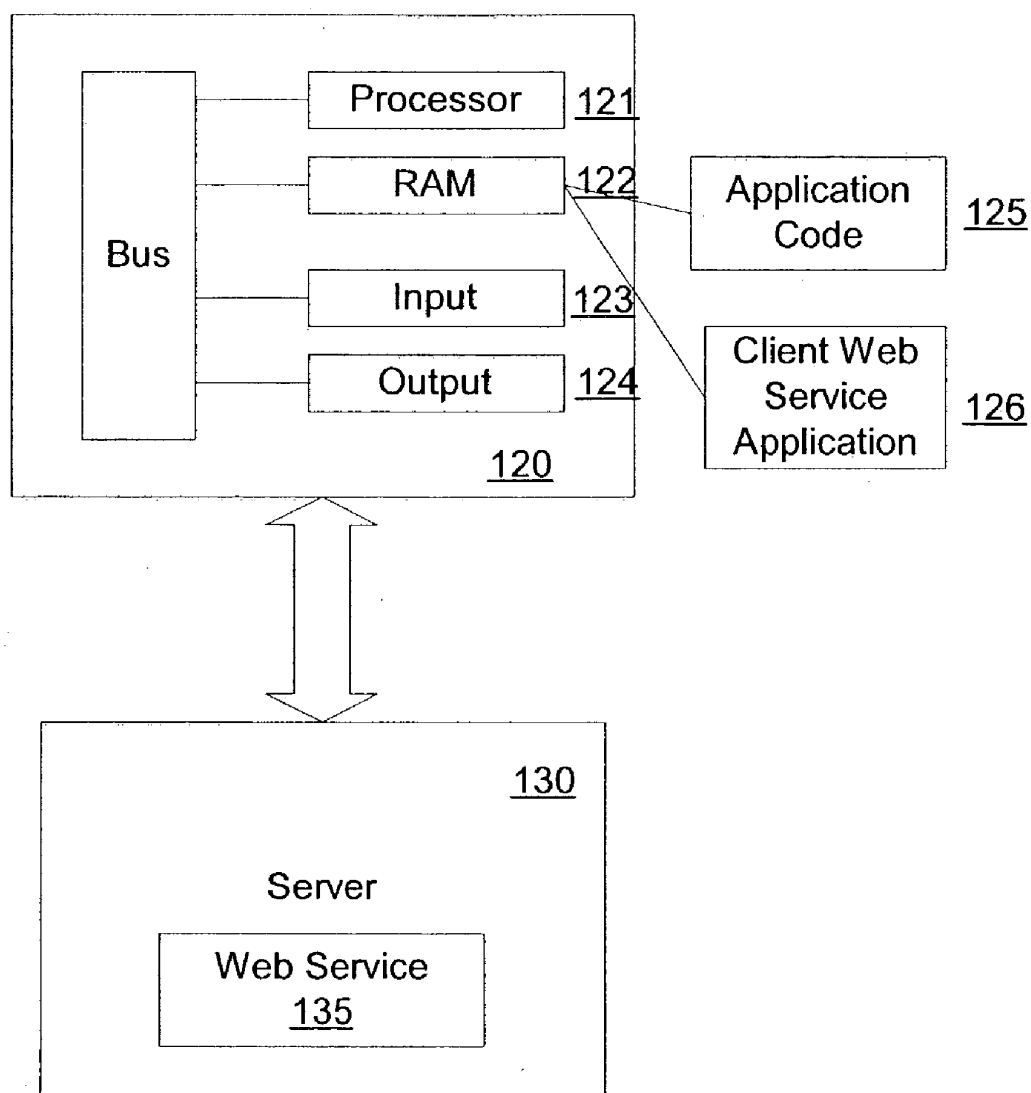 Processor 121
RAM 122
Bus
Input 123
Output 124
120
Application
Code
125
Client Web
Service
Application
126
130
Server
Web Service
135